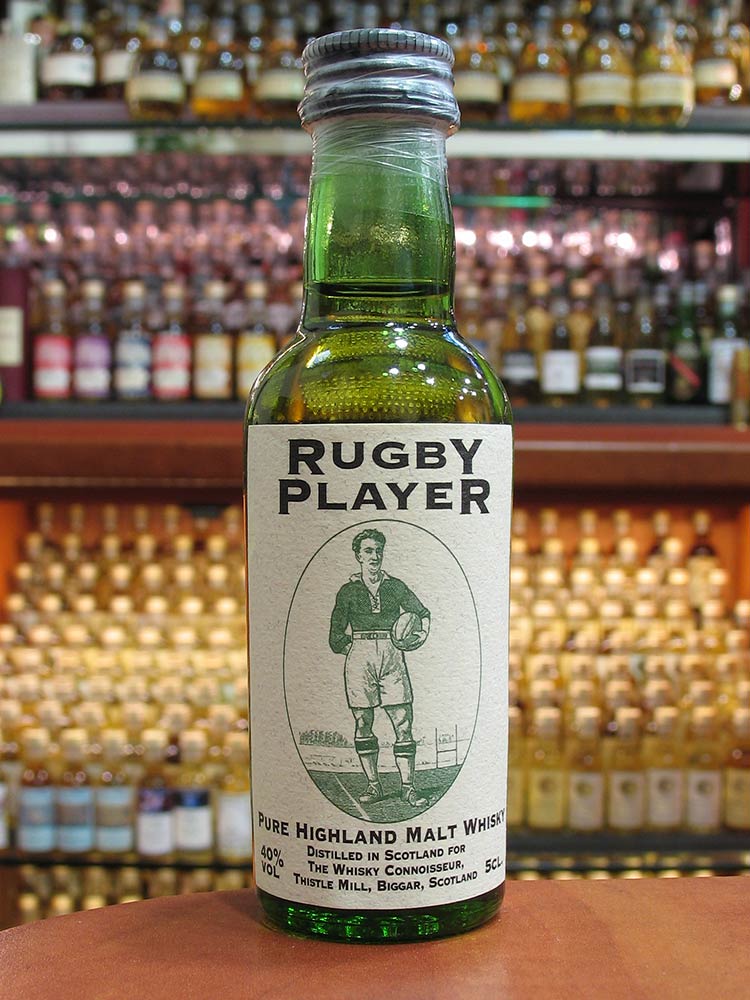 RUGBY
PLAYER
PURE HIGHLAND MALT WHISKY
40%
VOL
DISTILLED IN SCOTLAND FOR
THE WHISKY CONNOISSEUR,
THISTLE MILL, BIGGAR, SCOTLAND
5CL.